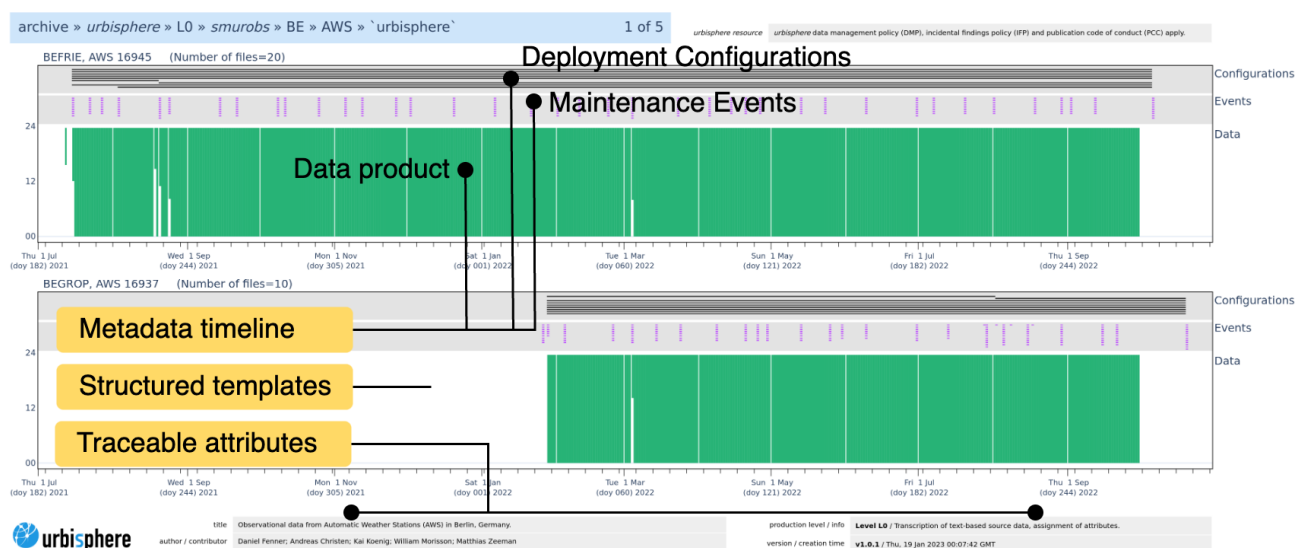 archive » urbisphere » L0 » smurobs » BE » AWS » `urbisphere` 1 of 5
urbisphere resource urbisphere data management policy (DMP), incidental findings policy (IFP) and publication code of conduct (PCC) apply.
BEFRIE, AWS 16945 (Number of files=20)
Deployment Configurations
Configurations
Maintenance Events
Events
24
Data
Data product
12
00
Thu 1 Jul Wed 1 Sep Mon 1 Nov Sat 1 Jan Tue 1 Mar Sun 1 May Fri 1 Jul Thu 1 Sep
(doy 182) 2021 (doy 244) 2021 (doy 305) 2021 (doy 001) 2022 (doy 060) 2022 (doy 121) 2022 (doy 182) 2022 (doy 244) 2022
BEGROP, AWS 16937 (Number of files=10)
Configurations
Metadata timeline
Events
24
Data
Structured templates
12
Traceable attributes
00
Thu 1 Jul Wed 1 Sep Mon 1 Nov Sat 1 Jan Tue 1 Mar Sun 1 May Fri 1 Jul Thu 1 Sep
(doy 182) 2021 (doy 244) 2021 (doy 305) 2021 (doy 001) 2022 (doy 060) 2022 (doy 121) 2022 (doy 182) 2022 (doy 244) 2022
urbisphere
title Observational data from Automatic Weather Stations (AWS) in Berlin, Germany.
production level / info Level L0 / Transcription of text-based source data, assignment of attributes.
author / contributor Daniel Fenner; Andreas Christen; Kai Koenig; William Morisson; Matthias Zeeman
version / creation time v1.0.1 / Thu, 19 Jan 2023 00:07:42 GMT